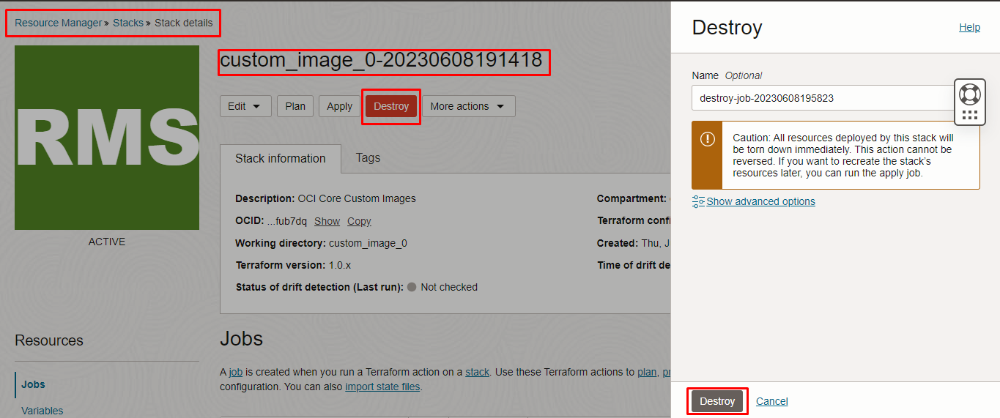 Resource Manager » Stacks » Stack details
RMS
ACTIVE
custom_image_0-20230608191418
Edit
Plan
Apply
Destroy
More actions
Stack information
Tags
Description: OCI Core Custom Images
OCID: ...fub7dq Show Copy
Working directory: custom_image_0
Terraform version: 1.0.x
Status of drift detection (Last run): Not checked
Compartment:
Terraform confi
Created: Thu, J
Time of drift de
Resources
Jobs
Variables
Jobs
A job is created when you run a Terraform action on a stack. Use these Terraform actions to plan, pr
configuration. You can also import state files.
Destroy
Help
Name Optional
destroy-job-20230608195823
Caution: All resources deployed by this stack will
be torn down immediately. This action cannot be
reversed. If you want to recreate the stack's
resources later, you can run the apply job.
Show advanced options
Destroy
Cancel